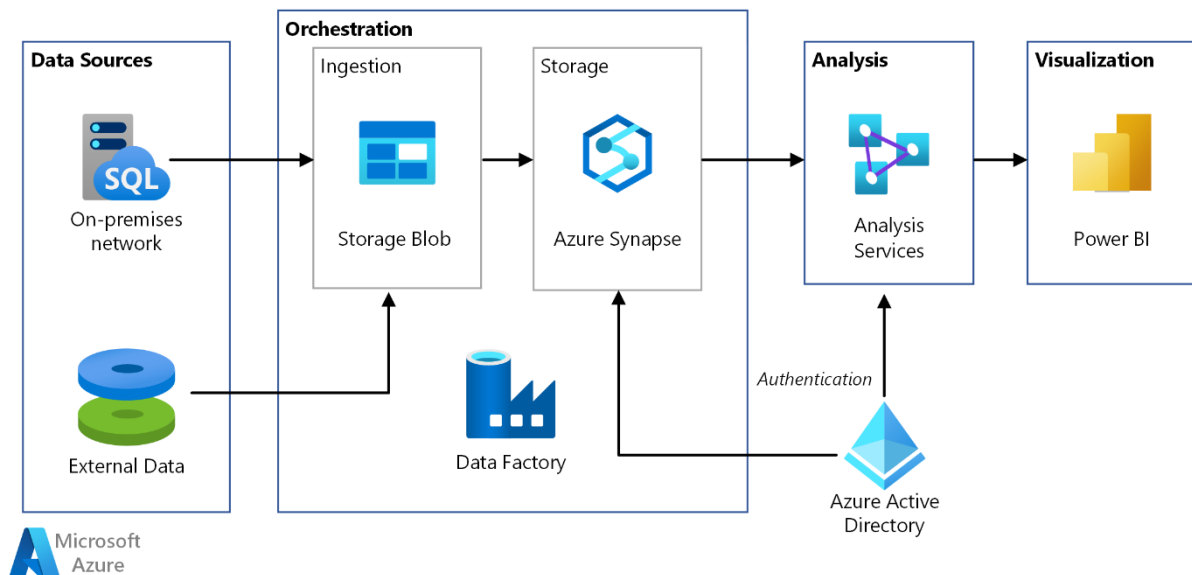 Orchestration
Data Sources
Ingestion
Storage
Analysis
Visualization
SQL
On-premises
network
Storage Blob
Azure Synapse
Analysis
Services
Power BI
External Data
Data Factory
Authentication
Azure Active
Directory
Microsoft
Azure